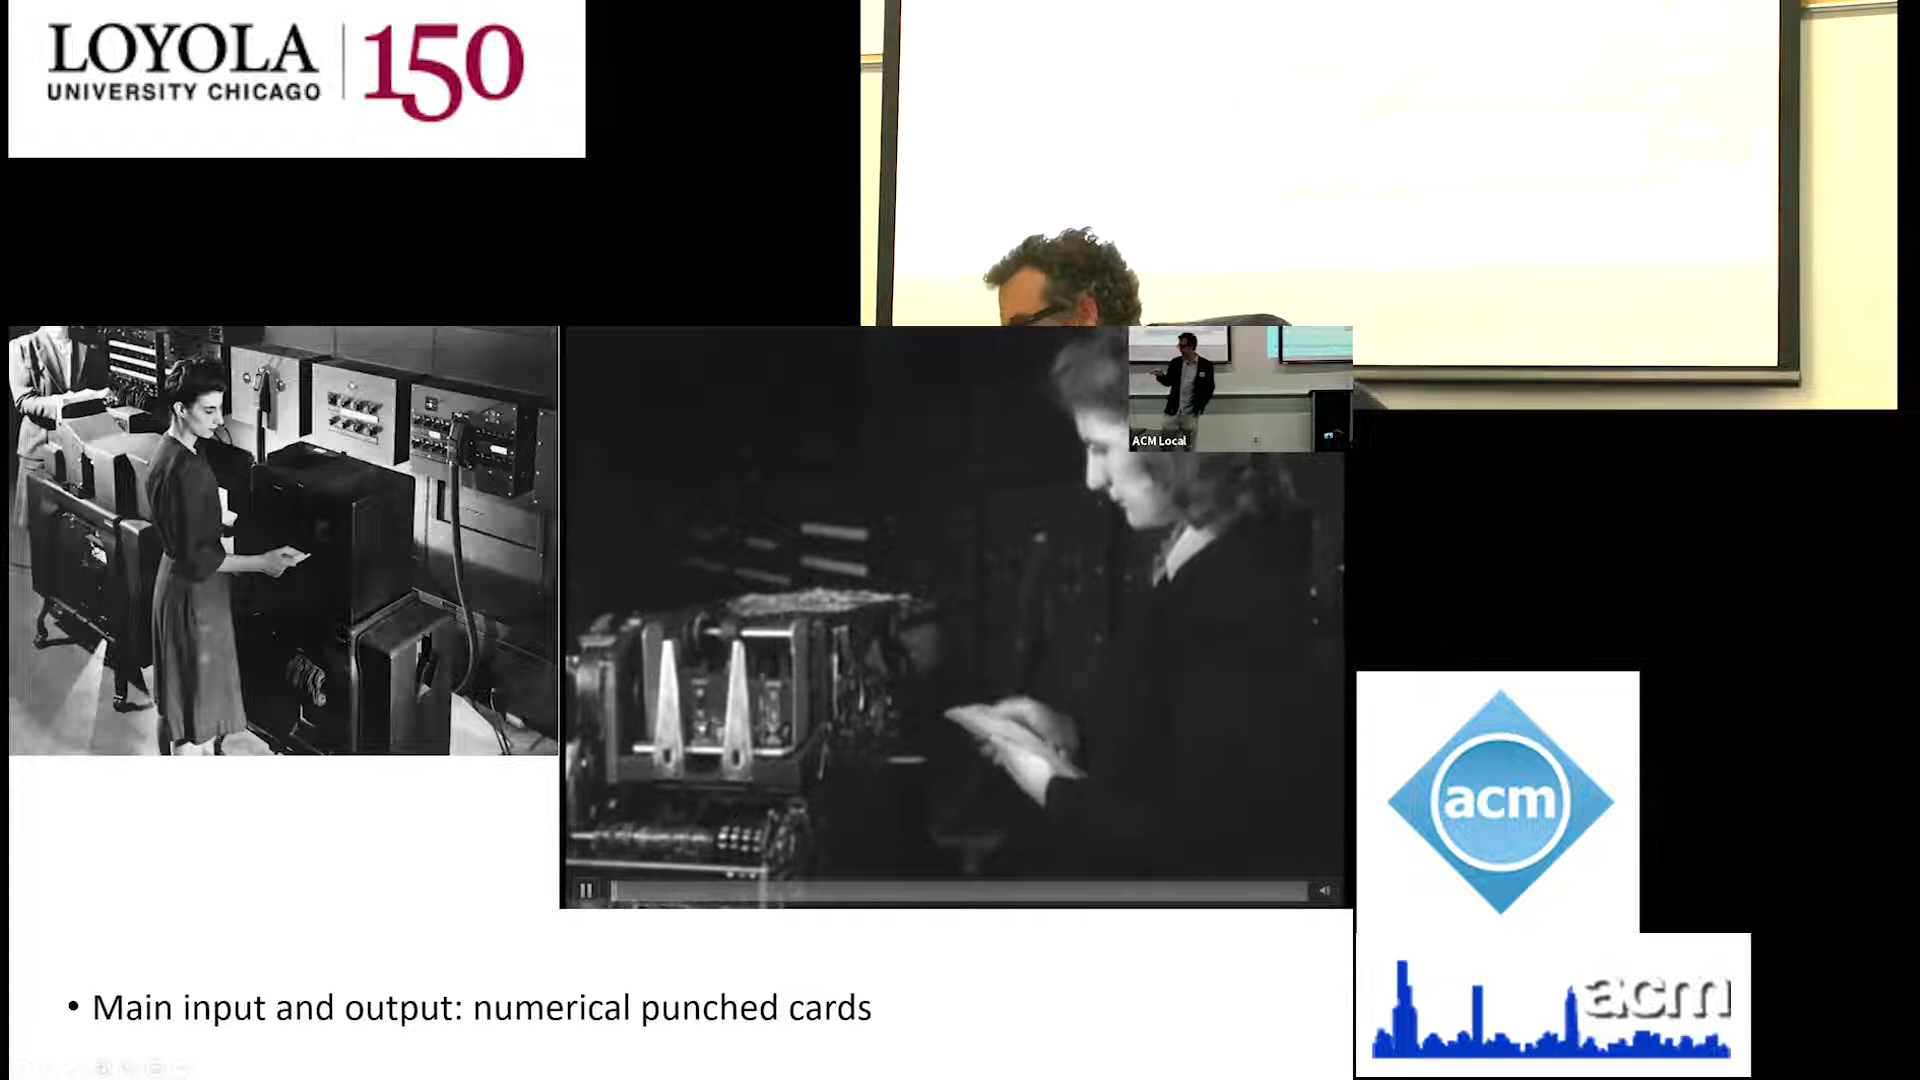 LOYOLA
UNIVERSITY CHICAGO
150
ACM Local
acm
acm
• Main input and output: numerical punched cards